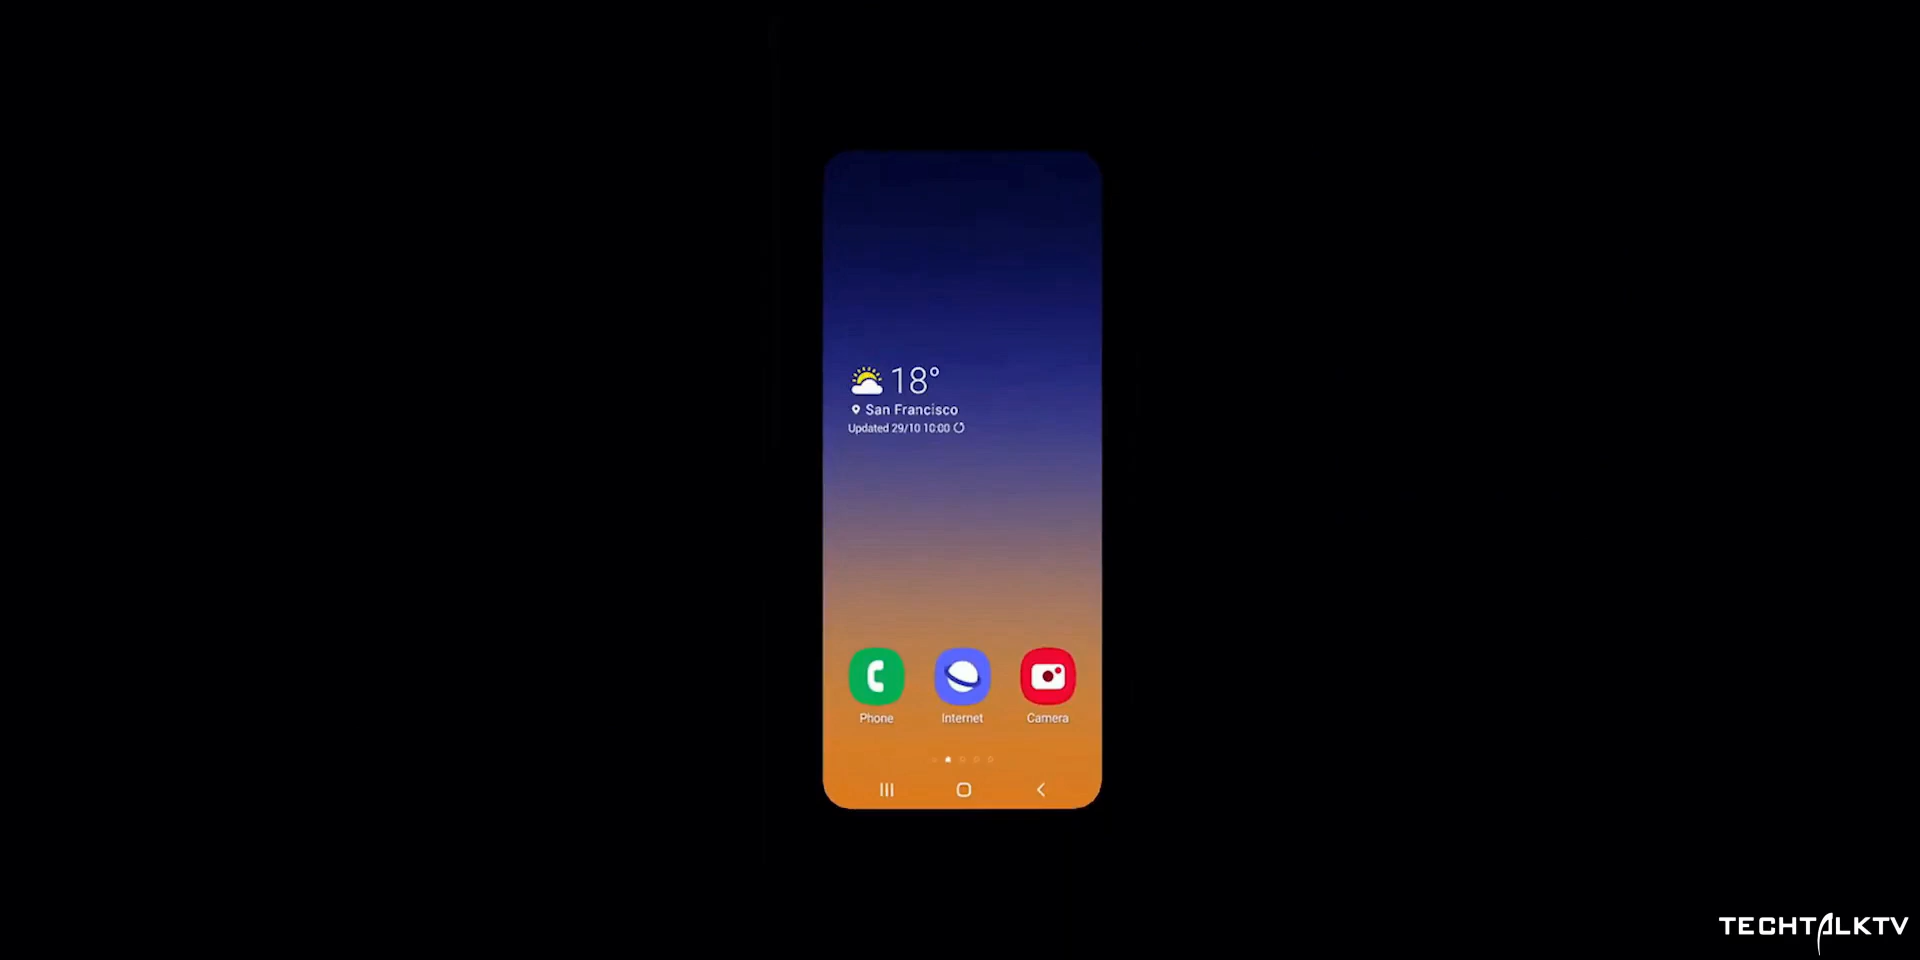 18°
San Francisco
Updated 29/10 10:00
Phone
Internet
Camera
TECHTALKTV